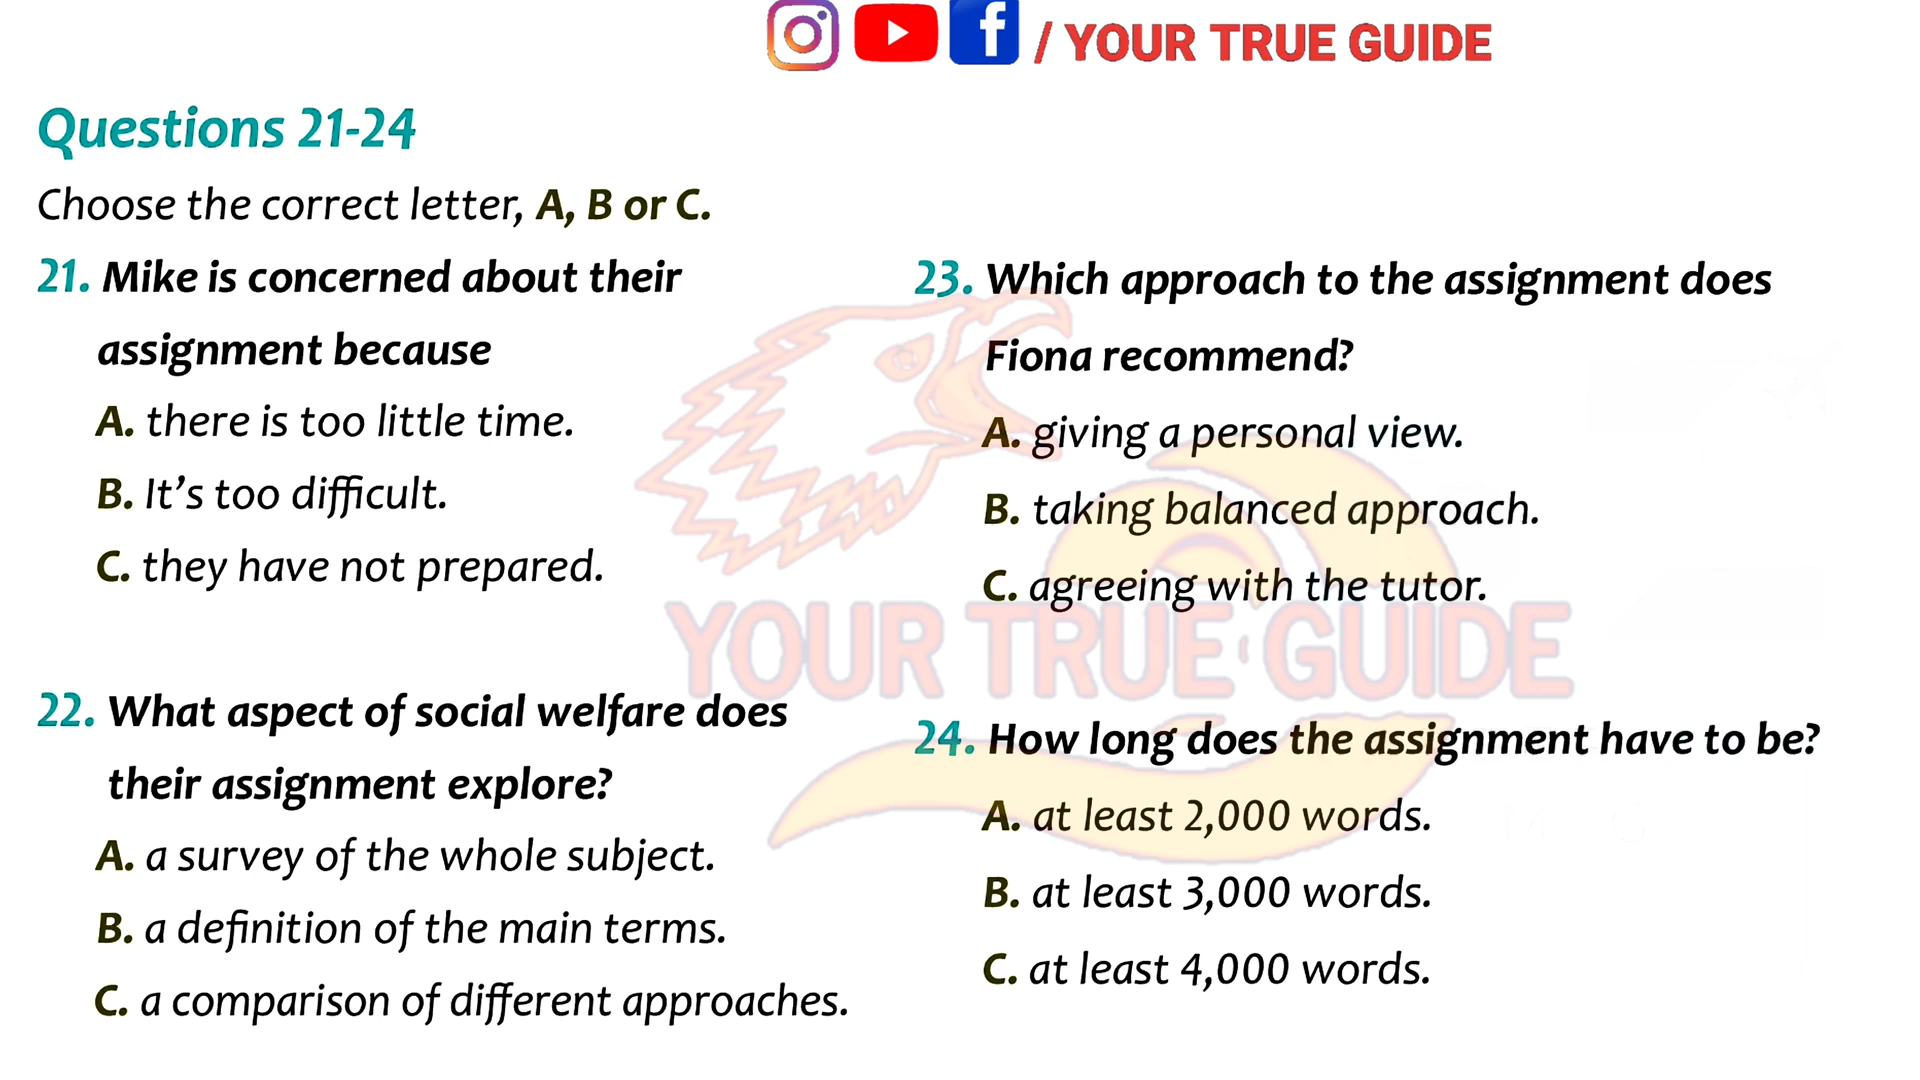 / YOUR TRUE GUIDE
Questions 21-24
Choose the correct letter, A, B or C.
21. Mike is concerned about their
assignment because
A. there is too little time.
B. It's too difficult.
C. they have not prepared.
22. What aspect of social welfare does
their assignment explore?
A. a survey of the whole subject.
B. a definition of the main terms.
C. a comparison of different approaches.
23. Which approach to the assignment does
Fiona recommend?
A. giving a personal view.
B. taking balanced approach.
C. agreeing with the tutor.
24. How long does the assignment have to be?
A. at least 2,000 words.
B. at least 3,000 words.
C. at least 4,000 words.
YOUR TRUE GUIDE